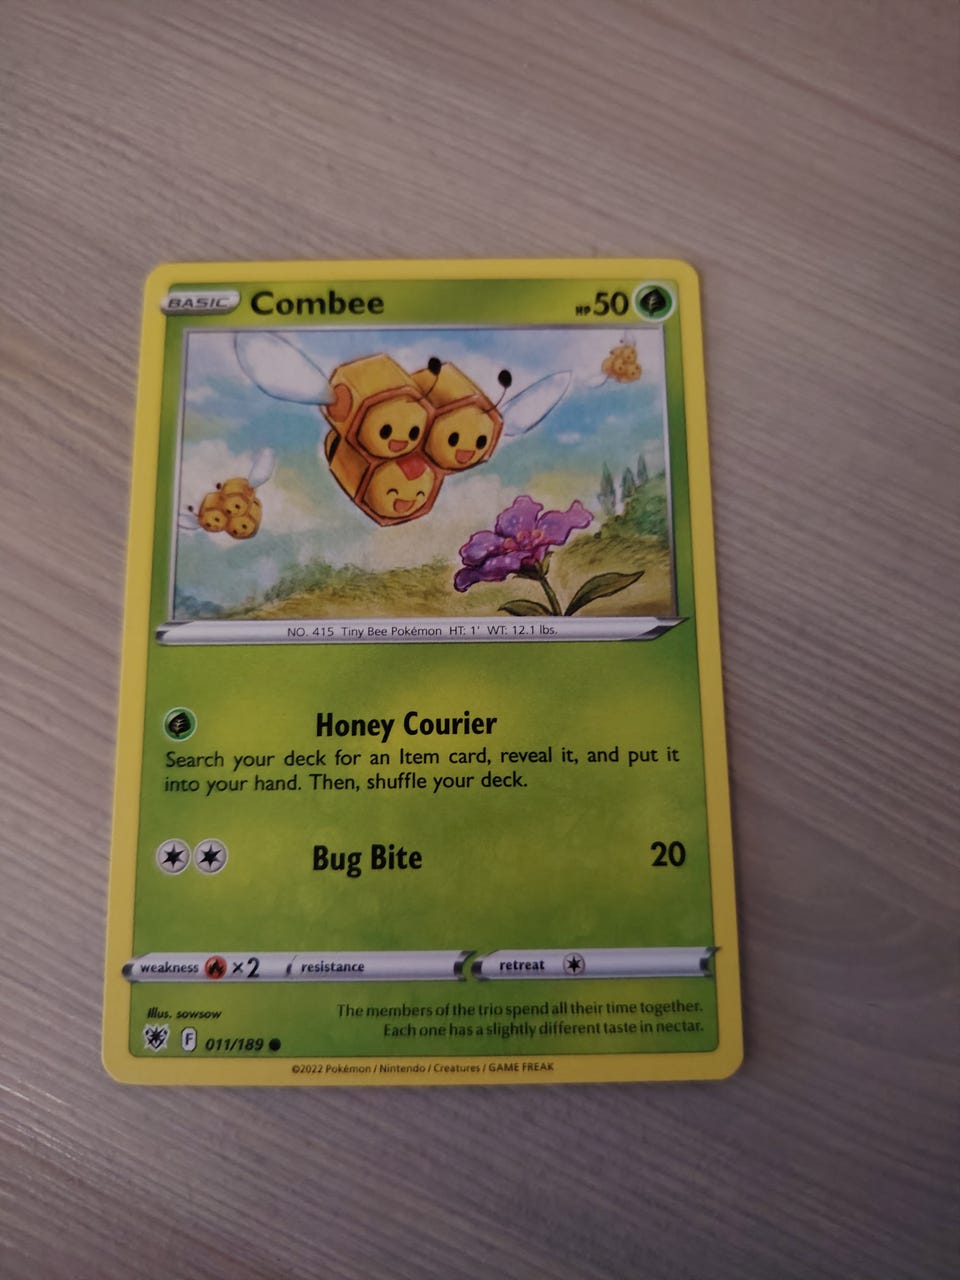 BASIC Combee HP 50
NO. 415 Tiny Bee Pokémon HT: 1' WT: 12.1 lbs.
Honey Courier
Search your deck for an Item card, reveal it, and put it
into your hand. Then, shuffle your deck.
Bug Bite 20
weakness ×2 resistance retreat
Illus. sowsow
The members of the trio spend all their time together.
Each one has a slightly different taste in nectar.
F 011/189
©2022 Pokémon / Nintendo / Creatures / GAME FREAK